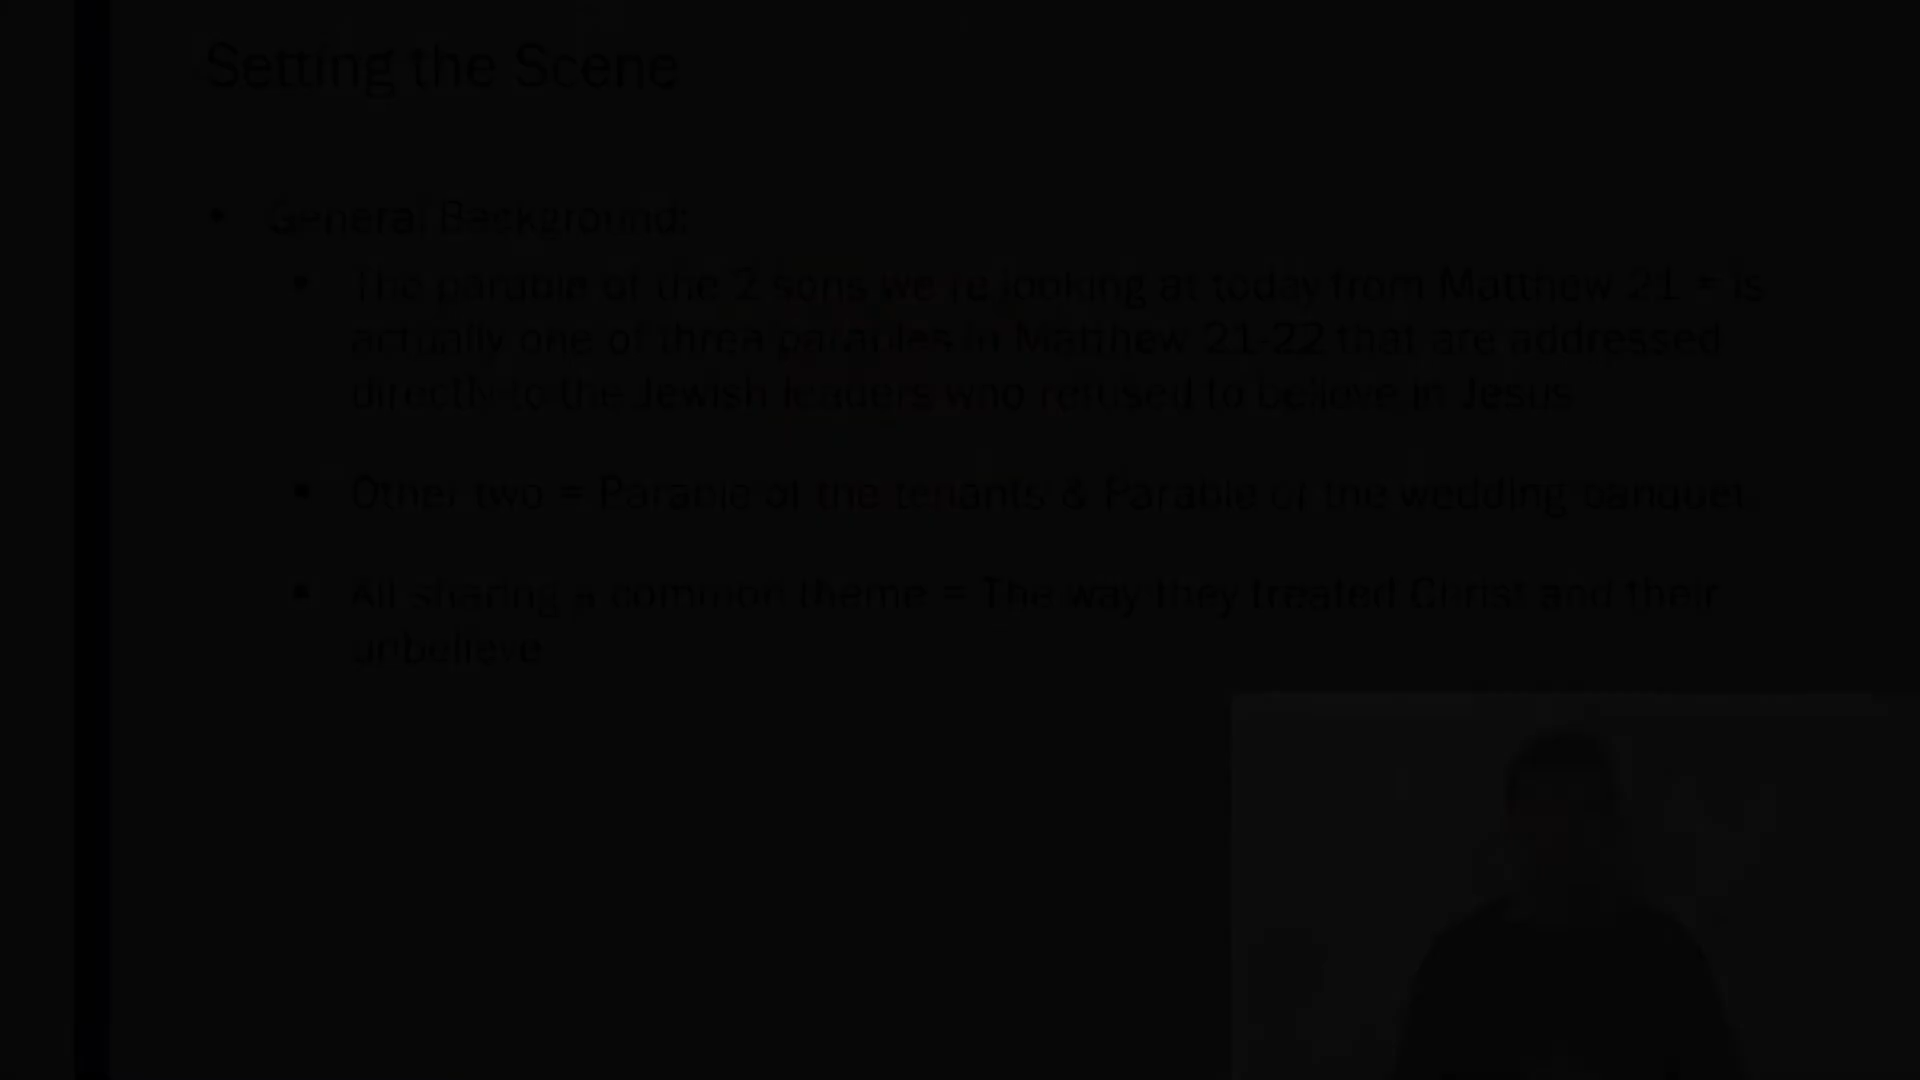 Setting the Scene
• General Background:
▪ The parable of the 2 sons we're looking at today from Matthew 21 = is
actually one of three parables in Matthew 21-22 that are addressed
directly to the Jewish leaders who refused to believe in Jesus
▪ Other two = Parable of the tenants & Parable of the wedding banquet
▪ All sharing a common theme = The way they treated Christ and their
unbelieve